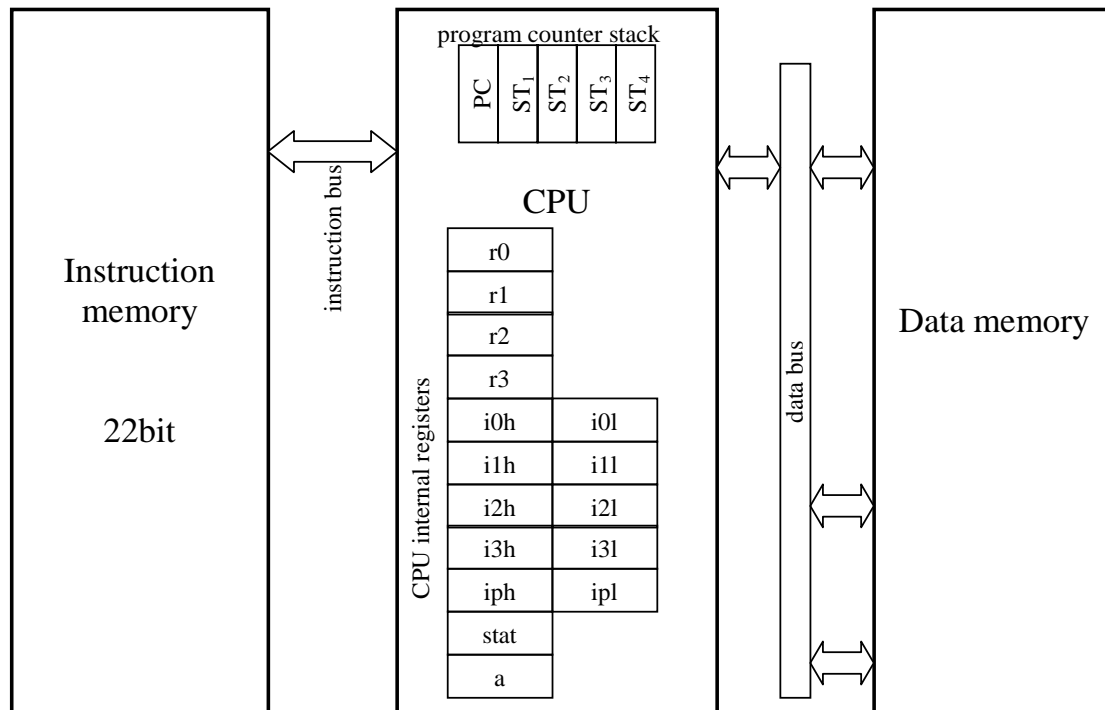 Instruction
memory
22bit
instruction bus
program counter stack
PC
ST1
ST2
ST3
ST4
CPU
CPU internal registers
r0
r1
r2
r3
i0h
i0l
i1h
i1l
i2h
i2l
i3h
i3l
iph
ipl
stat
a
data bus
Data memory